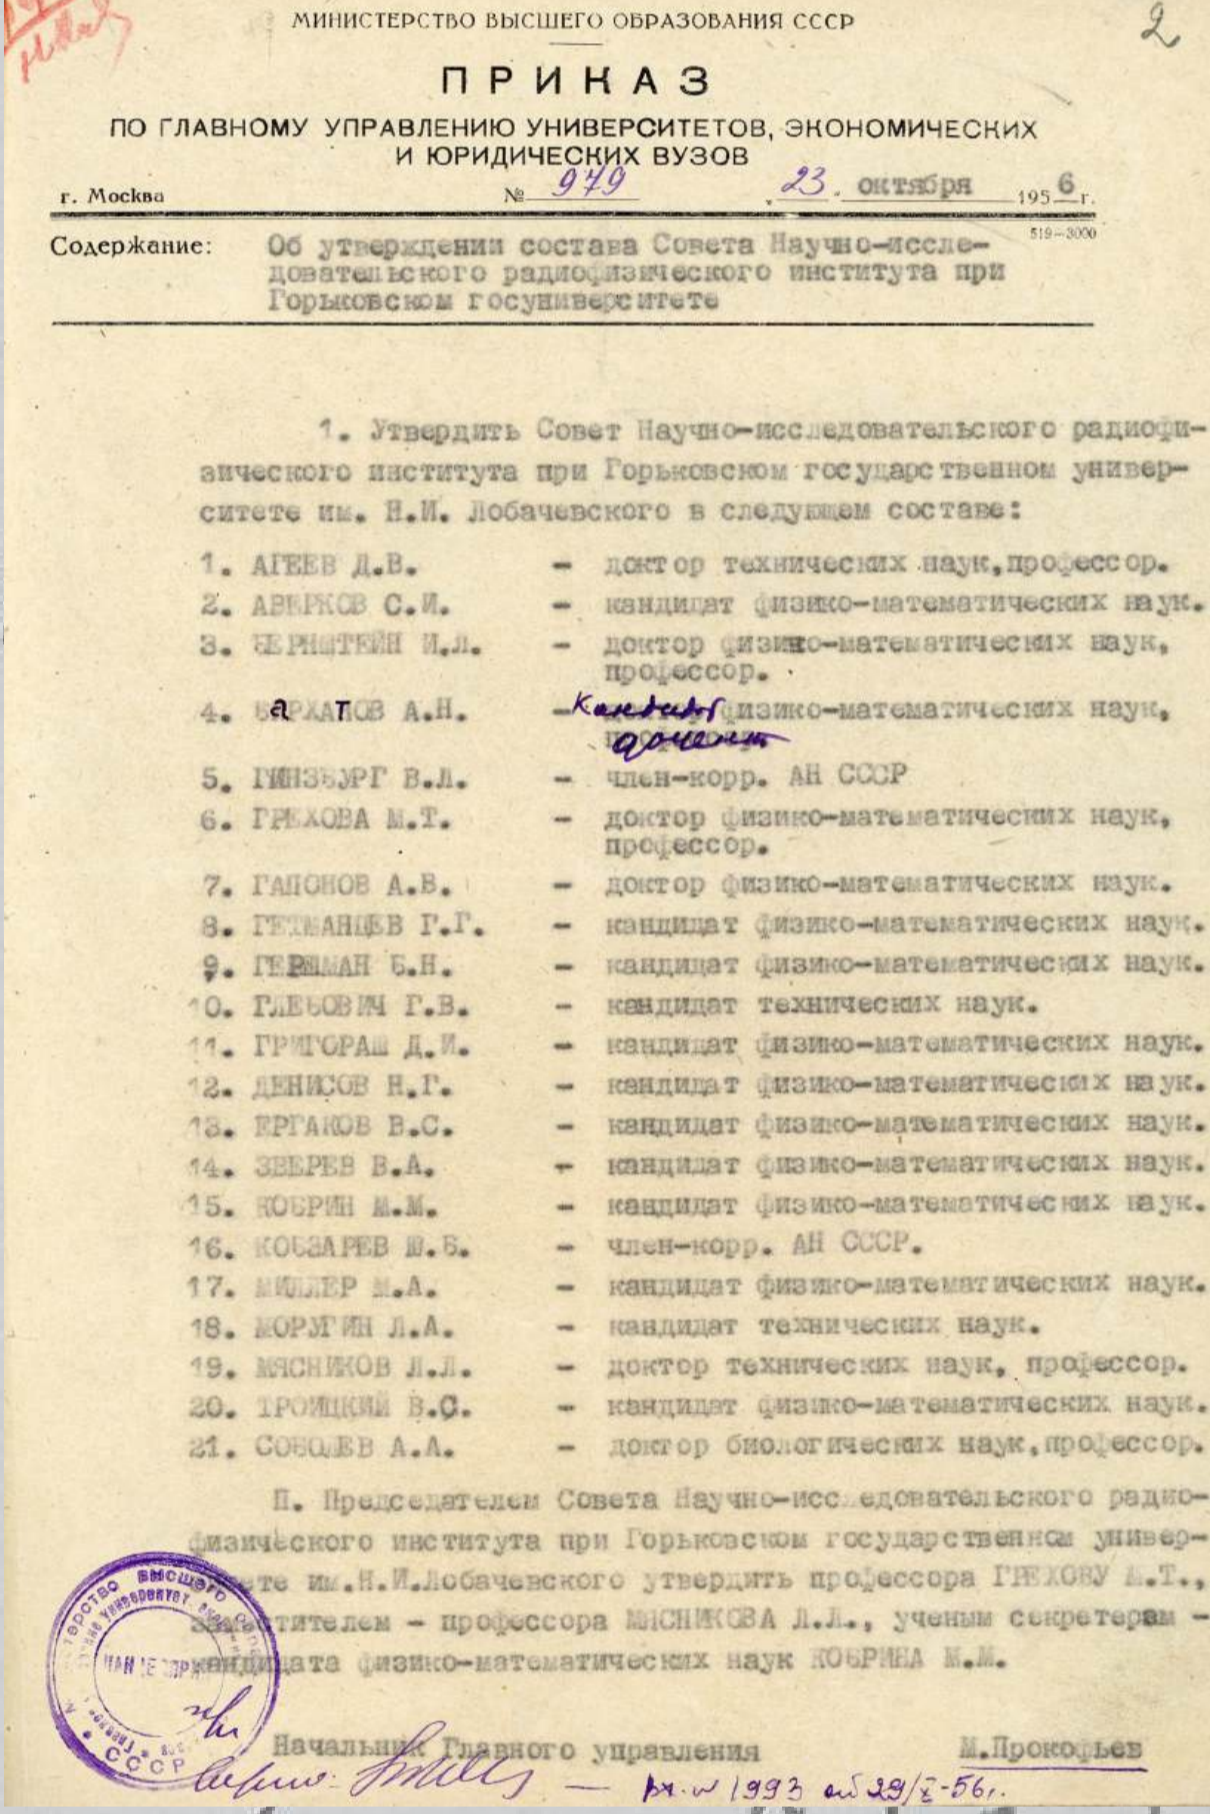 2
МИНИСТЕРСТВО ВЫСШЕГО ОБРАЗОВАНИЯ СССР
ПРИКАЗ
ПО ГЛАВНОМУ УПРАВЛЕНИЮ УНИВЕРСИТЕТОВ, ЭКОНОМИЧЕСКИХ
И ЮРИДИЧЕСКИХ ВУЗОВ
г. Москва № 979 23. октября 1956 г.
519—3000
Содержание: Об утверждении состава Совета Научно-иссле-
довательского радиофизического института при
Горьковском госуниверситете
1. Утвердить Совет Научно-исследовательского радиофи-
зического института при Горьковском государственном универ-
ситете им. Н.И. Лобачевского в следующем составе:
1. АГЕЕВ Д.В. - доктор технических наук, профессор.
2. АВЕРКОВ С.И. - кандидат физико-математических наук.
3. БЕРНШТЕЙН И.Л. - доктор физико-математических наук,
профессор.
4. БАРХАТОВ А.Н. - кандидат физико-математических наук,
доцент
5. ГИНЗБУРГ В.Л. - член-корр. АН СССР
6. ГРЕХОВА М.Т. - доктор физико-математических наук,
профессор.
7. ГАПОНОВ А.В. - доктор физико-математических наук.
8. ГЕТМАНЦЕВ Г.Г. - кандидат физико-математических наук.
9. ГЕРШМАН Б.Н. - кандидат физико-математических наук.
10. ГЛЕБОВИЧ Г.В. - кандидат технических наук.
11. ГРИГОРАШ Д.И. - кандидат физико-математических наук.
12. ДЕНИСОВ Н.Г. - кандидат физико-математических наук.
13. ЕРГАКОВ В.С. - кандидат физико-математических наук.
14. ЗВЕРЕВ В.А. - кандидат физико-математических наук.
15. КОБРИН М.М. - кандидат физико-математических наук.
16. КОБЗАРЕВ Ю.Б. - член-корр. АН СССР.
17. МИЛЛЕР М.А. - кандидат физико-математических наук.
18. МОРУГИН Л.А. - кандидат технических наук.
19. МЯСНИКОВ Л.Л. - доктор технических наук, профессор.
20. ТРОИЦКИЙ В.С. - кандидат физико-математических наук.
21. СОБОЛЕВ А.А. - доктор биологических наук, профессор.
П. Председателем Совета Научно-исследовательского радио-
физического института при Горьковском государственном универ-
ситете им.Н.И.Лобачевского утвердить профессора ГРЕХОВУ М.Т.,
заместителем - профессора МЯСНИКОВА Л.Л., ученым секретерам -
кандидата физико-математических наук КОБРИНА М.М.
Начальник Главного управления М.Прокофьев
вх. № 1993 от 29/X-56г.
СССР